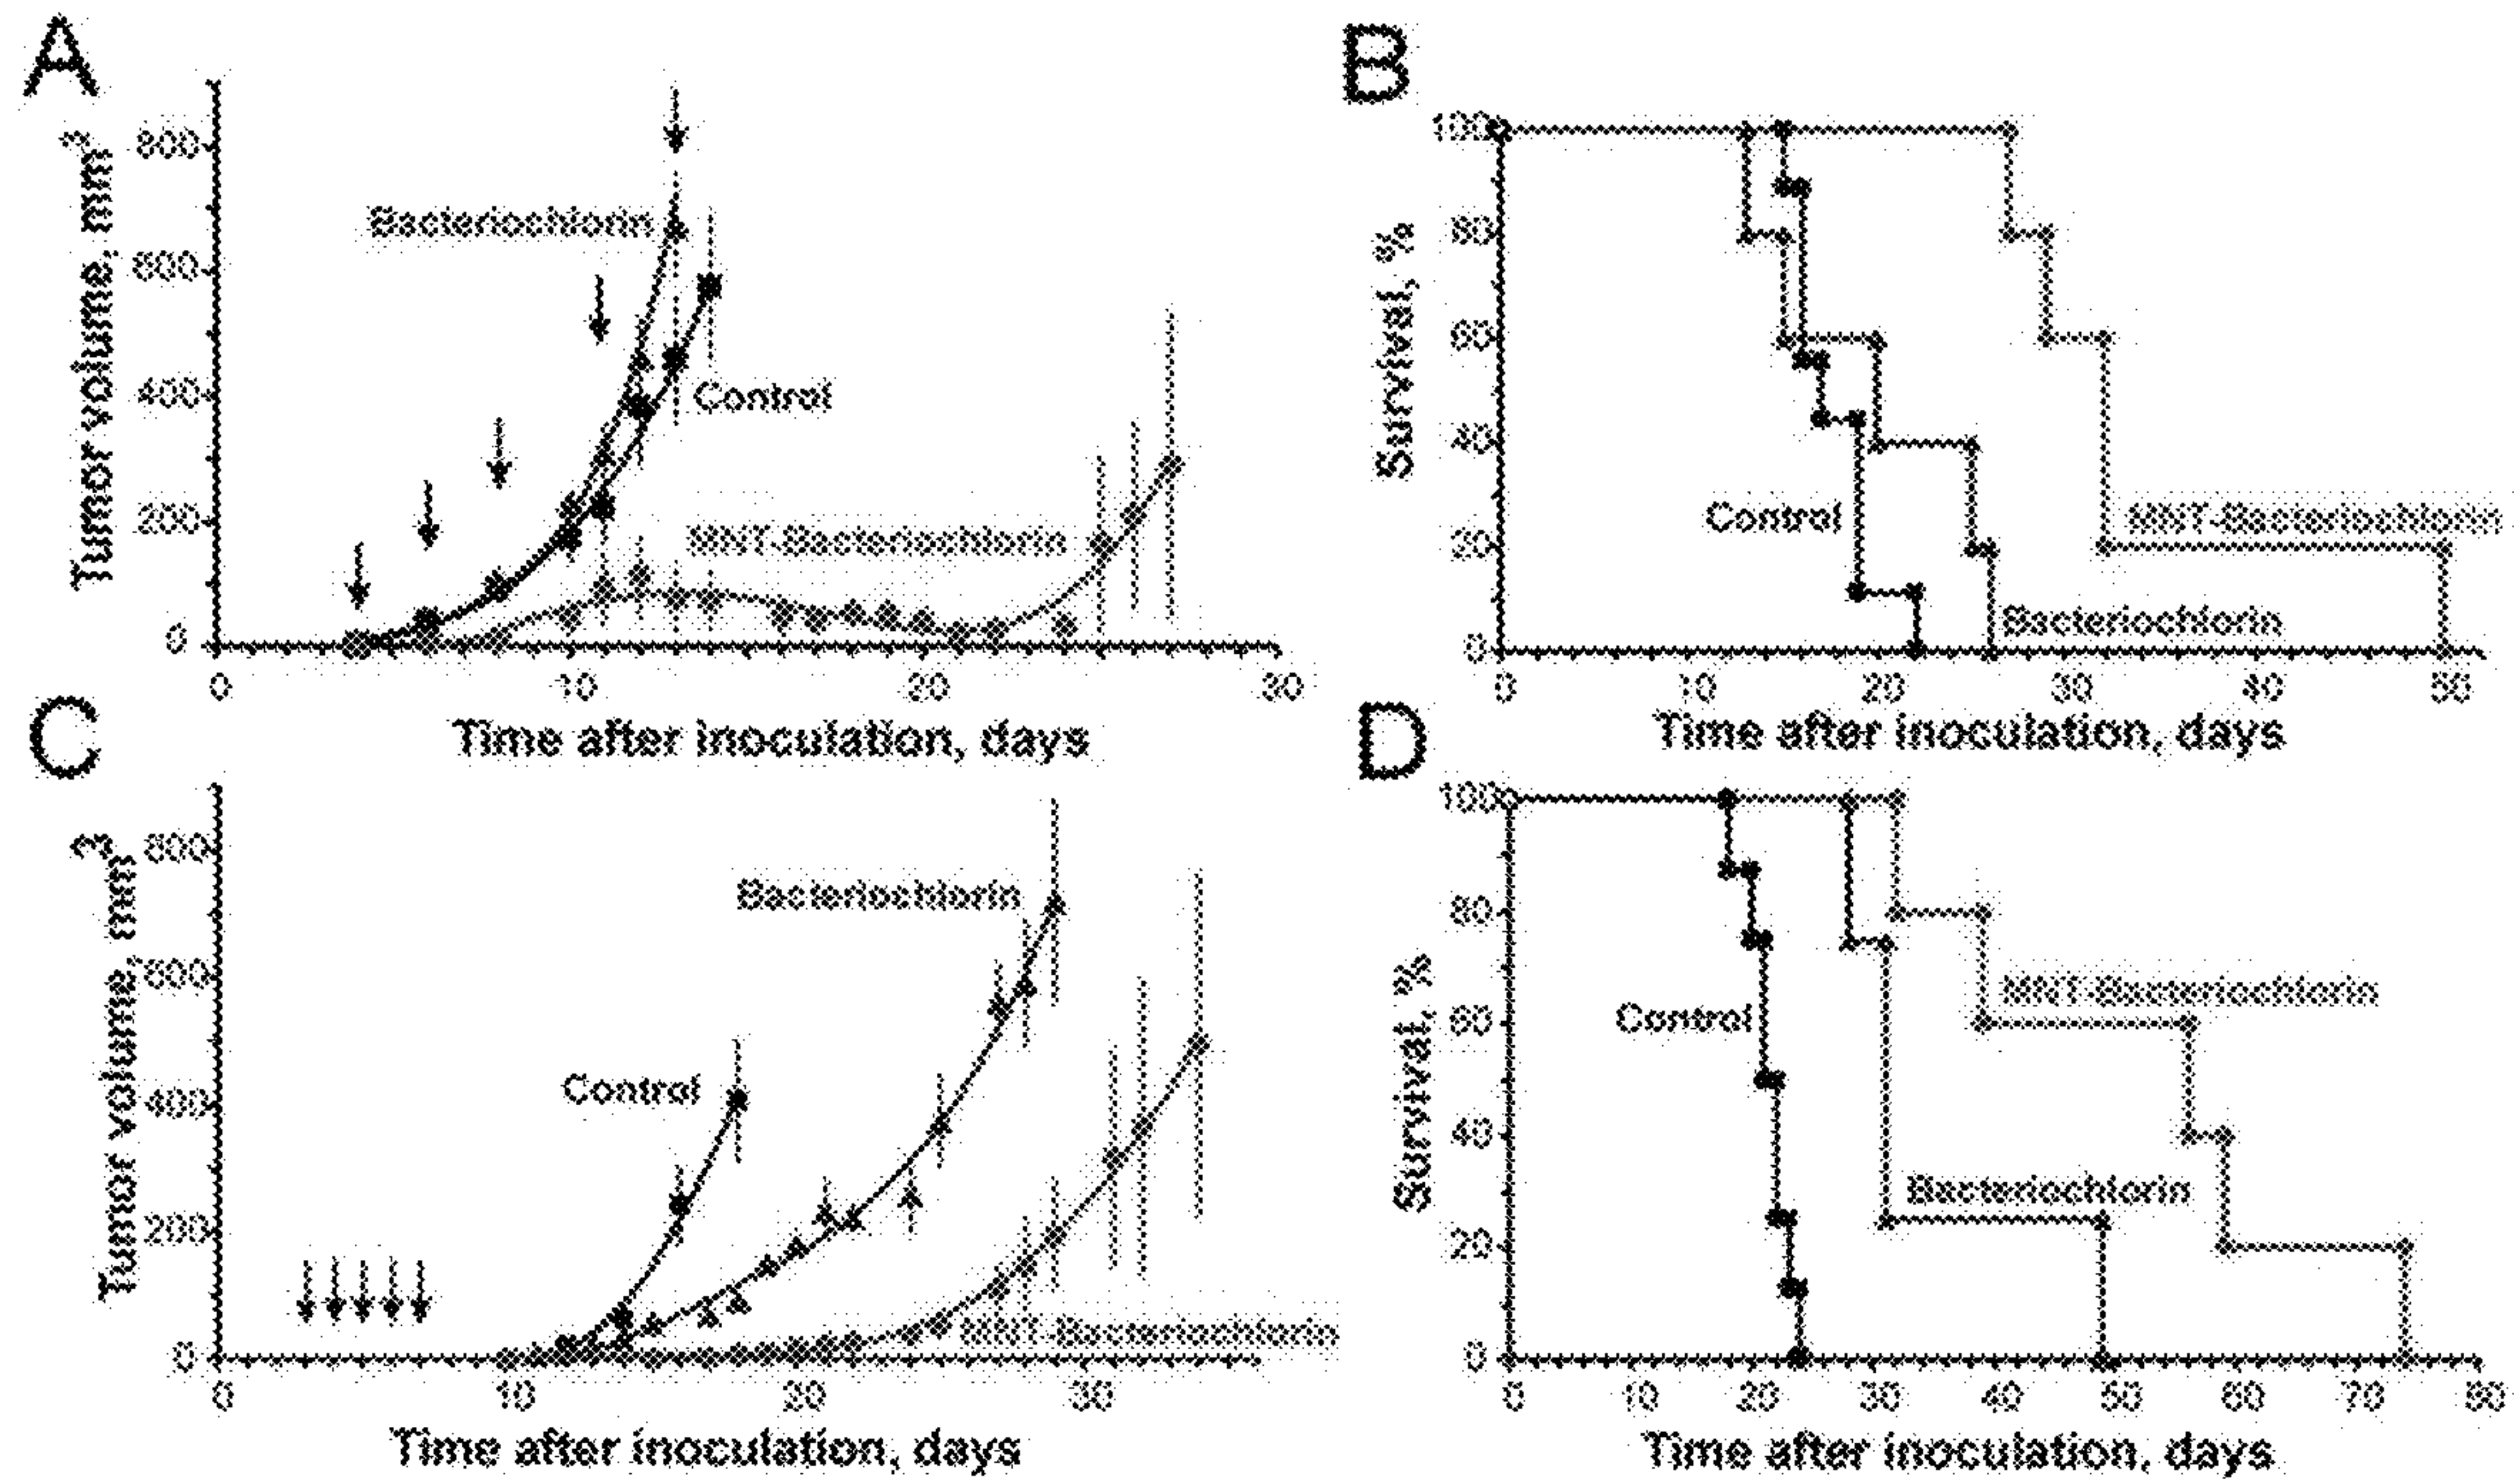 A
Tumor volume, mm³
800
600
400
200
0
Bacteriochlorin
Control
MNT-Bacteriochlorin
0 10 20 30
Time after inoculation, days
B
Survival, %
100
80
60
40
20
0
Control
MNT-Bacteriochlorin
Bacteriochlorin
0 10 20 30 40 50
Time after inoculation, days
C
Tumor volume, mm³
800
600
400
200
0
Bacteriochlorin
Control
MNT-Bacteriochlorin
0 10 20 30
Time after inoculation, days
D
Survival, %
100
80
60
40
20
0
MNT-Bacteriochlorin
Control
Bacteriochlorin
0 10 20 30 40 50 60 70 80
Time after inoculation, days